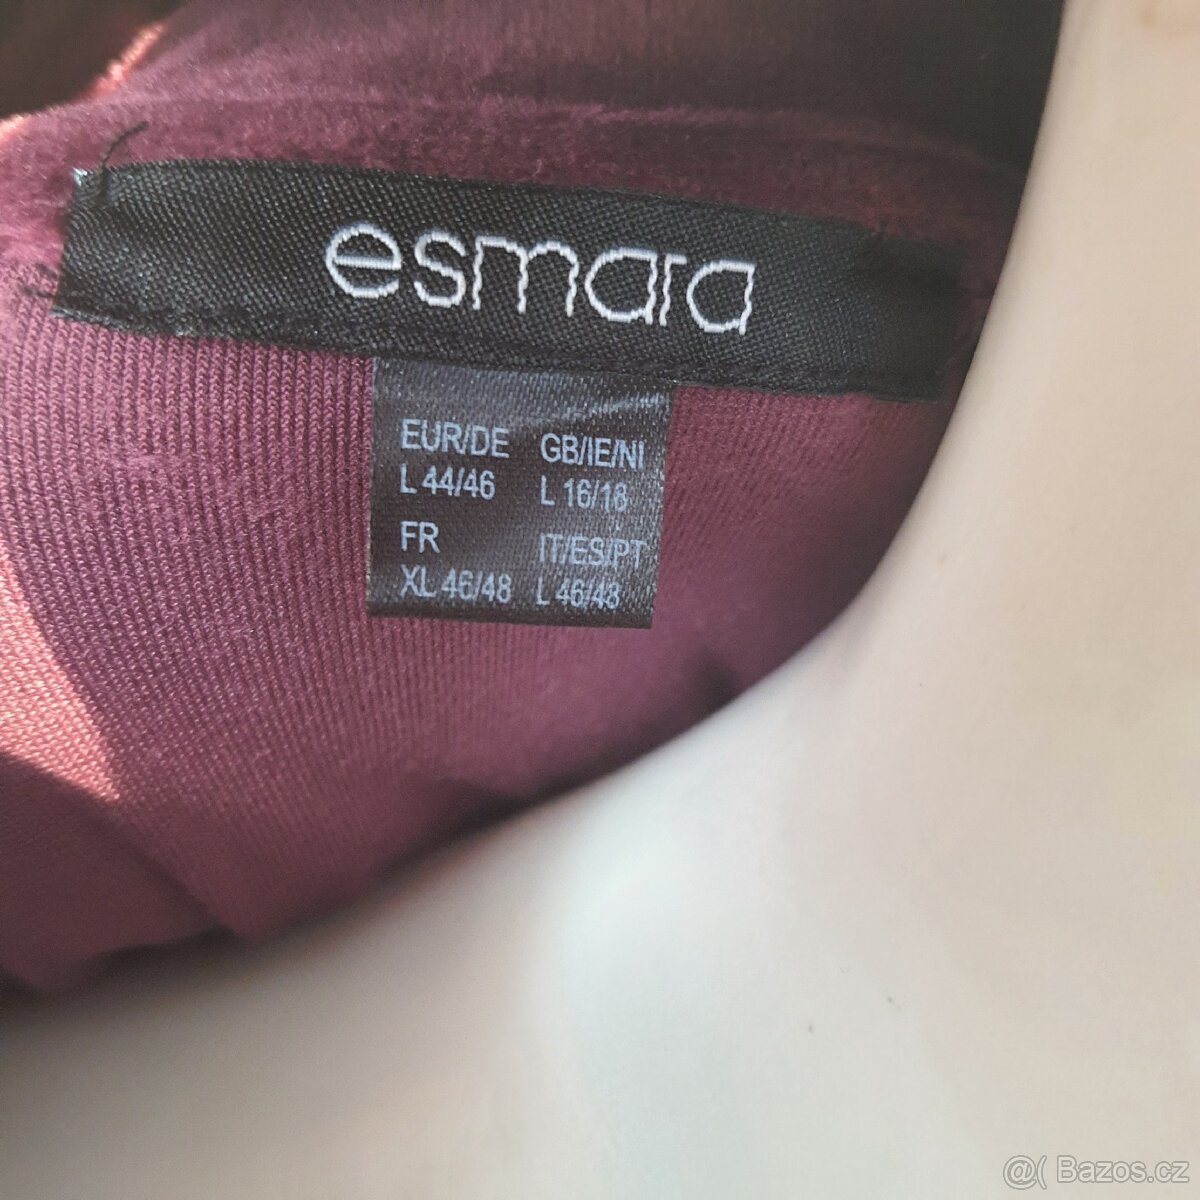 esmara
EUR/DE GB/IE/NI
L 44/46 L 16/18
FR IT/ES/PT
XL 46/48 L 46/48
@( Bazos.cz